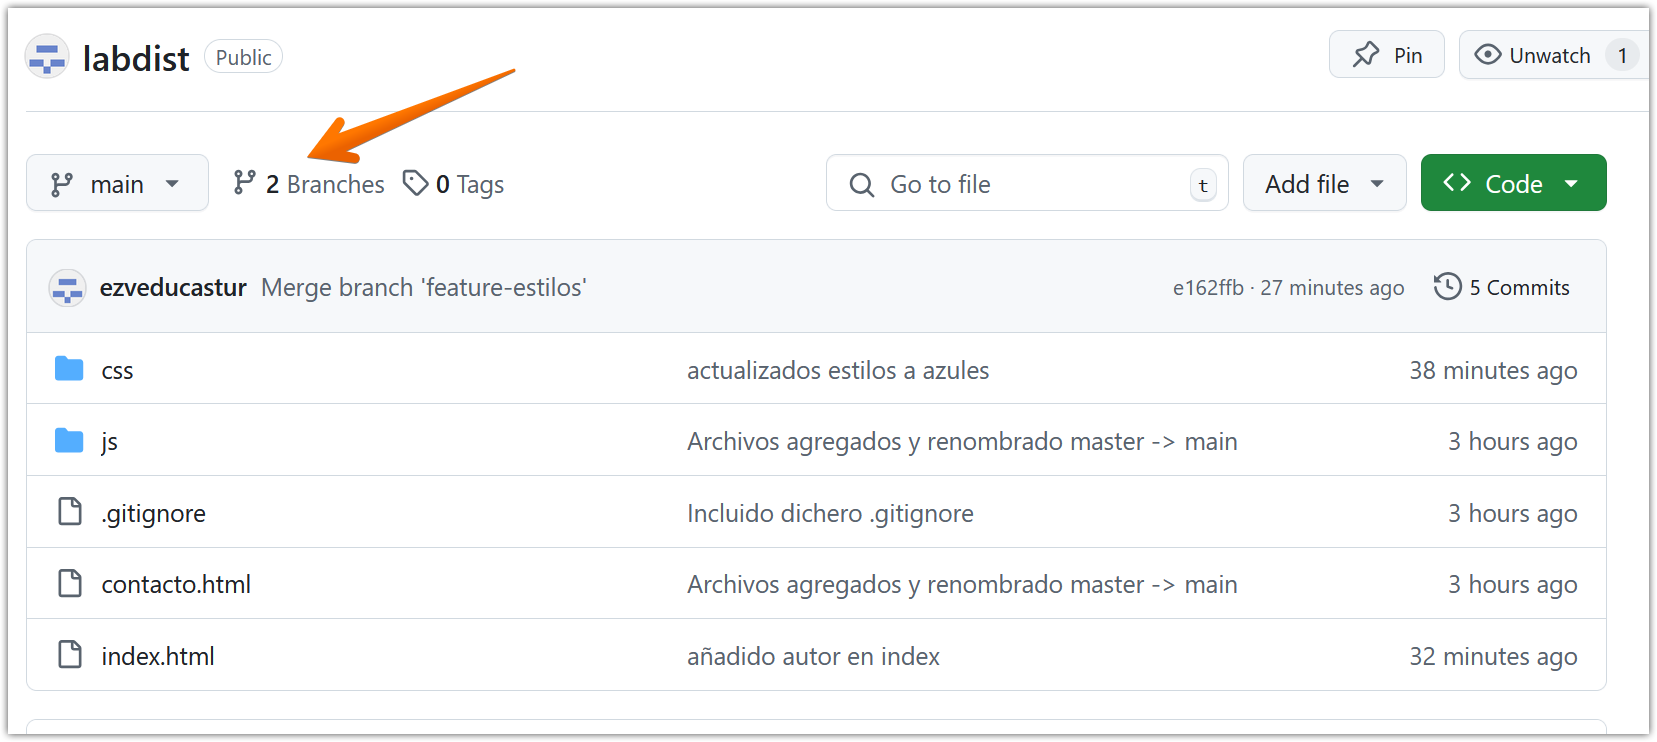 labdist Public Pin Unwatch 1
main 2 Branches 0 Tags Go to file t Add file Code
ezveducastur Merge branch 'feature-estilos' e162ffb · 27 minutes ago 5 Commits
css actualizados estilos a azules 38 minutes ago
js Archivos agregados y renombrado master -> main 3 hours ago
.gitignore Incluido dichero .gitignore 3 hours ago
contacto.html Archivos agregados y renombrado master -> main 3 hours ago
index.html añadido autor en index 32 minutes ago